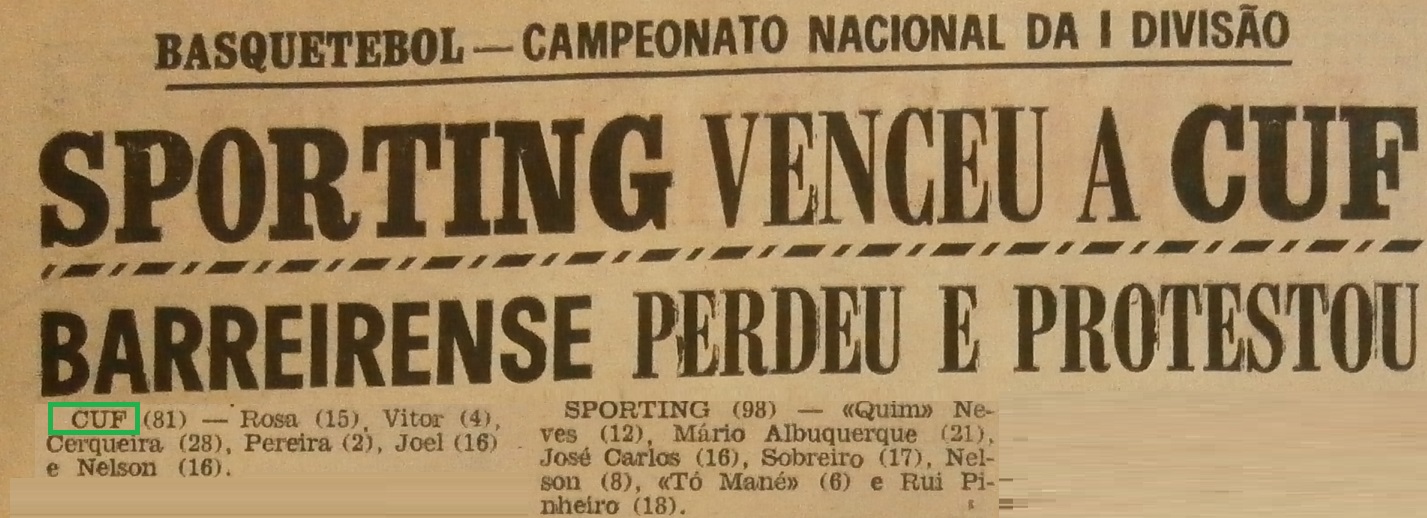 BASQUETEBOL — CAMPEONATO NACIONAL DA I DIVISÃO
SPORTING VENCEU A CUF
BARREIRENSE PERDEU E PROTESTOU
CUF (81) — Rosa (15), Vitor (4),
Cerqueira (28), Pereira (2), Joel (16)
e Nelson (16).
SPORTING (98) — «Quim» Ne-
ves (12), Mário Albuquerque (21),
José Carlos (16), Sobreiro (17), Nel-
son (8), «Tó Mané» (6) e Rui Pi-
nheiro (18).